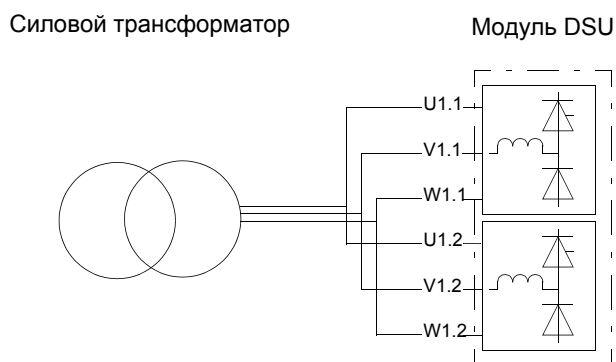 Силовой трансформатор
Модуль DSU
U1.1
V1.1
W1.1
U1.2
V1.2
W1.2